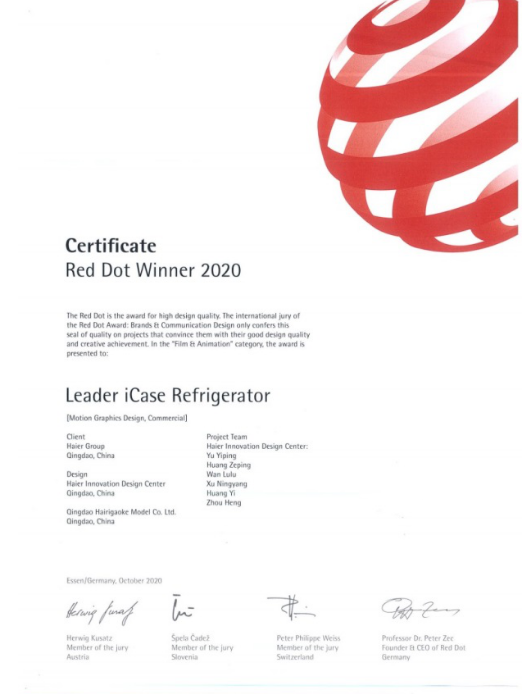 Certificate
Red Dot Winner 2020
The Red Dot is the award for high design quality. The international jury of
the Red Dot Award: Brands & Communication Design only confers this
seal of quality on projects that convince them with their good design quality
and creative achievement. In the "Film & Animation" category, the award is
presented to:
Leader iCase Refrigerator
[Motion Graphics Design, Commercial]
Client
Haier Group
Qingdao, China
Design
Haier Innovation Design Center
Qingdao, China
Qingdao Hairigaoke Model Co. Ltd.
Qingdao, China
Project Team
Haier Innovation Design Center:
Yu Yiping
Huang Zeping
Wan Lulu
Xu Ningyang
Huang Yi
Zhou Heng
Essen/Germany, October 2020
Herwig Kusatz
Member of the jury
Austria
Špela Čadež
Member of the jury
Slovenia
Peter Philippe Weiss
Member of the jury
Switzerland
Professor Dr. Peter Zec
Founder & CEO of Red Dot
Germany